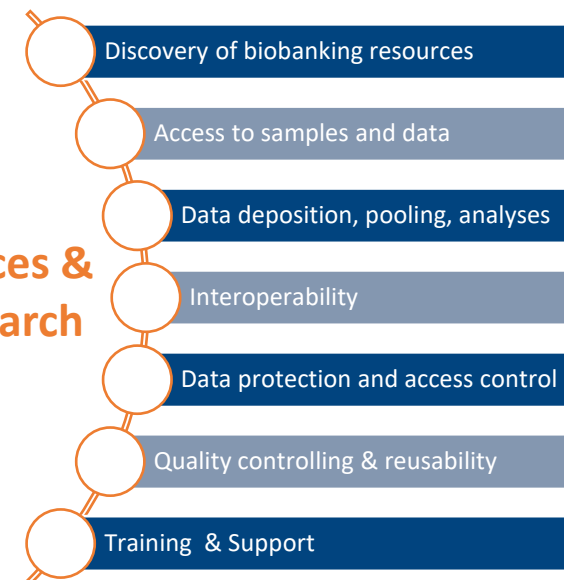 Discovery of biobanking resources
Access to samples and data
Data deposition, pooling, analyses
ces &
arch
Interoperability
Data protection and access control
Quality controlling & reusability
Training & Support